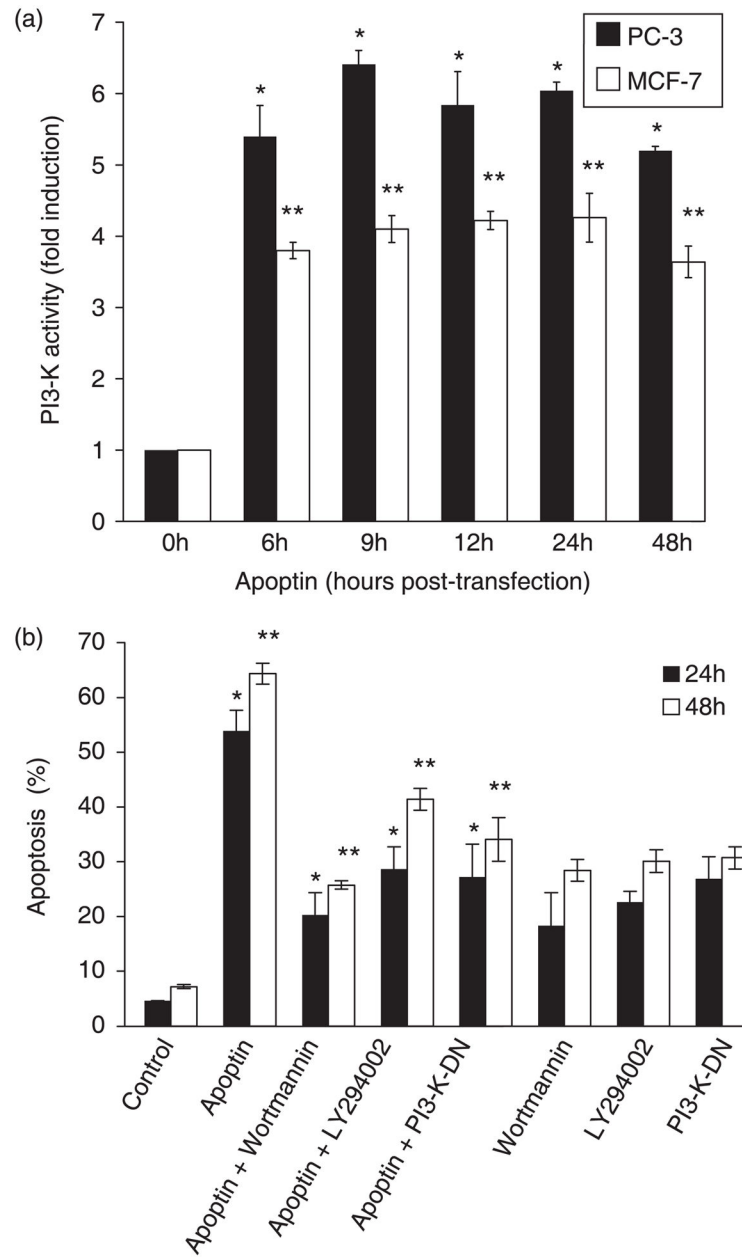 (a)
7
6
5
4
3
2
1
0
PI3-K activity (fold induction)
PC-3
MCF-7
*
*
*
*
*
**
**
**
**
**
0h 6h 9h 12h 24h 48h
Apoptin (hours post-transfection)
(b)
70
60
50
40
30
20
10
0
Apoptosis (%)
24h
48h
*
**
*
**
*
**
*
**
Control
Apoptin
Apoptin + Wortmannin
Apoptin + LY294002
Apoptin + PI3-K-DN
Wortmannin
LY294002
PI3-K-DN